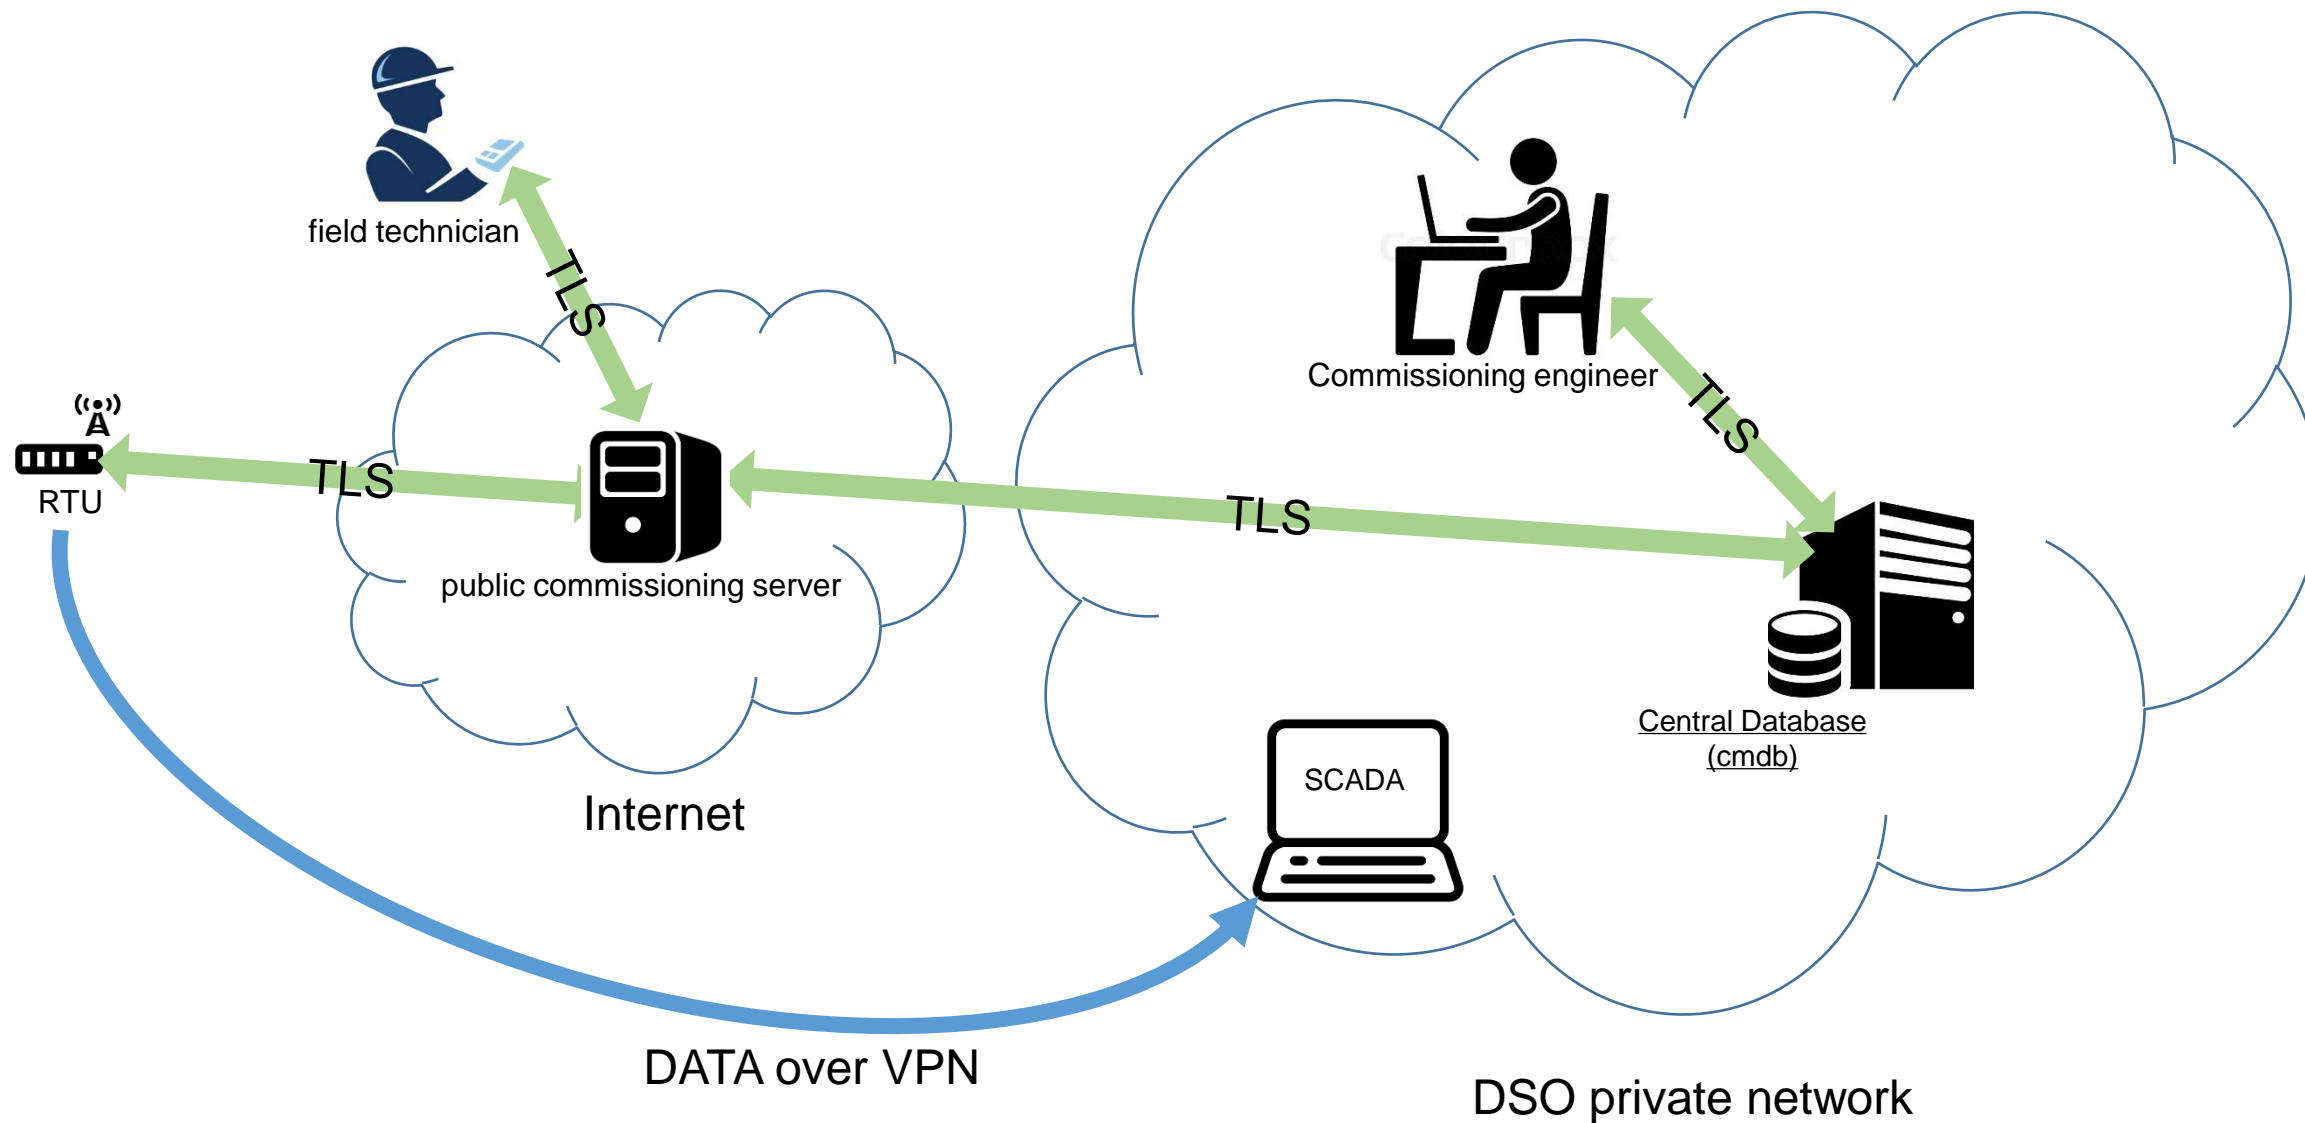 field technician
TLS
Commissioning engineer
TLS
RTU
TLS
TLS
public commissioning server
Internet
SCADA
Central Database
(cmdb)
DATA over VPN
DSO private network